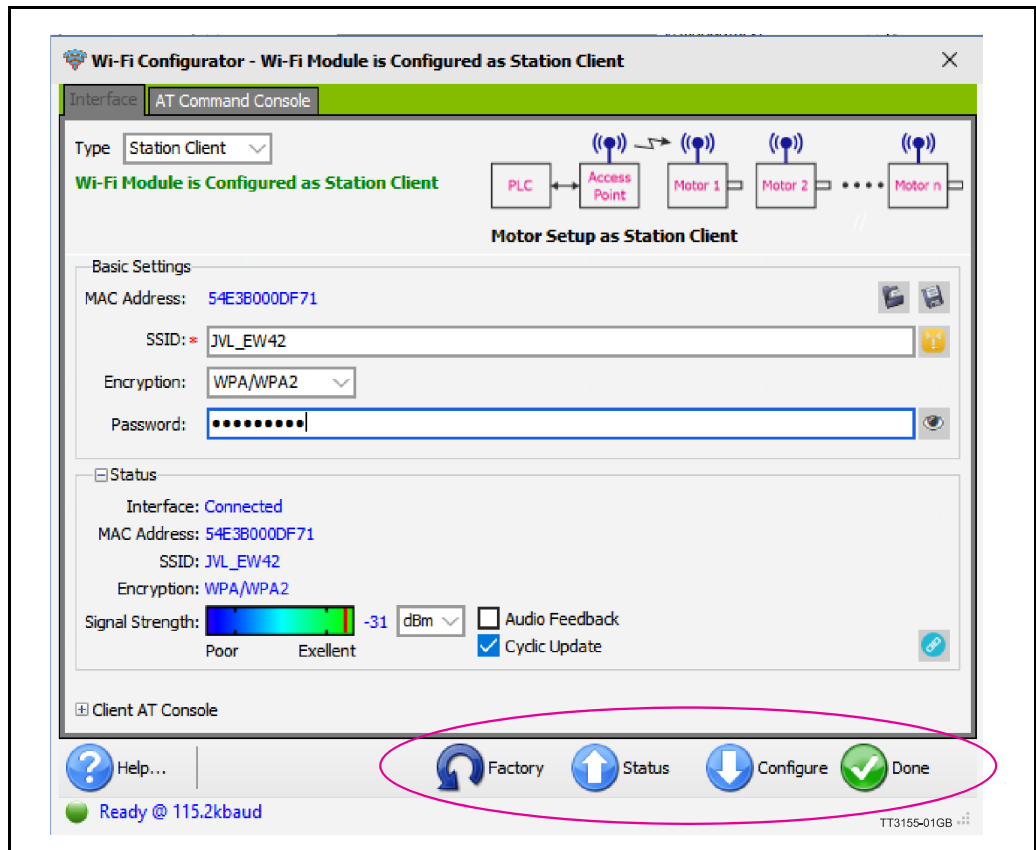 Wi-Fi Configurator - Wi-Fi Module is Configured as Station Client
Interface AT Command Console
Type Station Client
Wi-Fi Module is Configured as Station Client
PLC Access Point Motor 1 Motor 2 Motor n
Motor Setup as Station Client
Basic Settings
MAC Address: 54E3B000DF71
SSID:* JVL_EW42
Encryption: WPA/WPA2
Password: •••••••••
Status
Interface: Connected
MAC Address: 54E3B000DF71
SSID: JVL_EW42
Encryption: WPA/WPA2
Signal Strength: -31 dBm Audio Feedback
Poor Exellent Cyclic Update
Client AT Console
Help... Factory Status Configure Done
Ready @ 115.2kbaud
TT3155-01GB